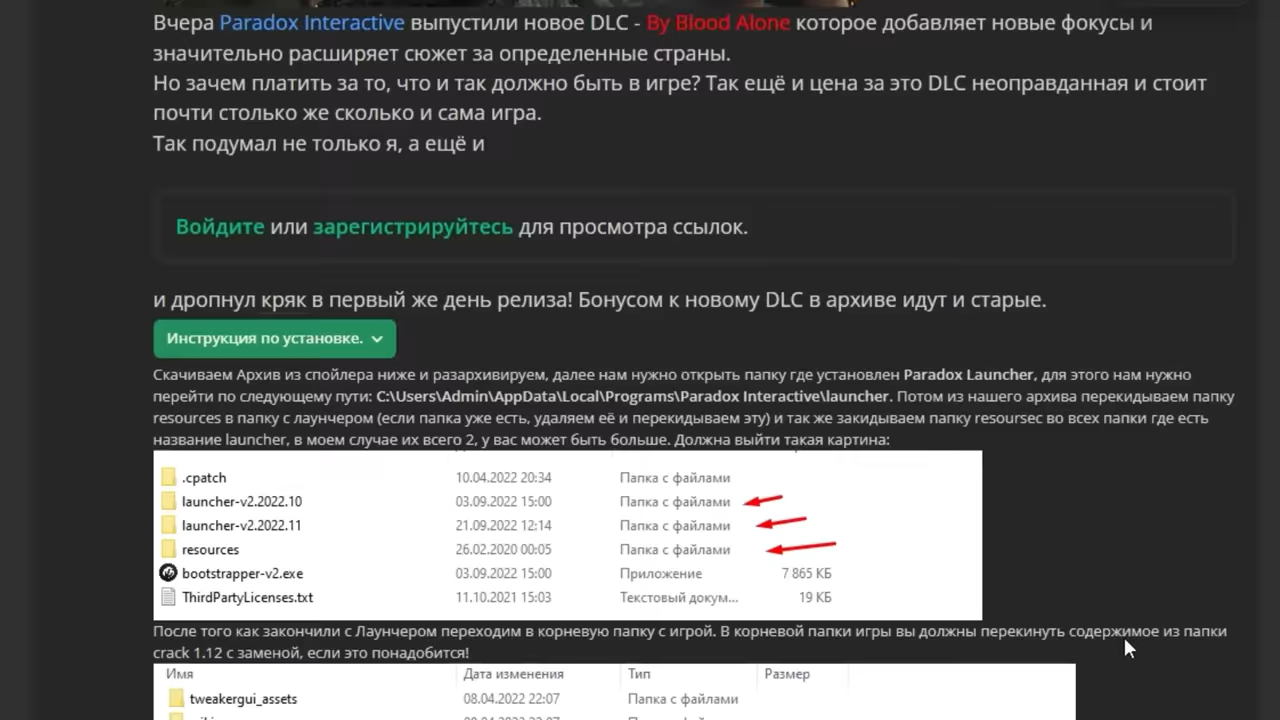 Вчера Paradox Interactive выпустили новое DLC - By Blood Alone которое добавляет новые фокусы и
значительно расширяет сюжет за определенные страны.
Но зачем платить за то, что и так должно быть в игре? Так ещё и цена за это DLC неоправданная и стоит
почти столько же сколько и сама игра.
Так подумал не только я, а ещё и
Войдите или зарегистрируйтесь для просмотра ссылок.
и дропнул кряк в первый же день релиза! Бонусом к новому DLC в архиве идут и старые.
Инструкция по установке.
Скачиваем Архив из спойлера ниже и разархивируем, далее нам нужно открыть папку где установлен Paradox Launcher, для этого нам нужно
перейти по следующему пути: C:\Users\Admin\AppData\Local\Programs\Paradox Interactive\launcher. Потом из нашего архива перекидываем папку
resources в папку с лаунчером (если папка уже есть, удаляем её и перекидываем эту) и так же закидываем папку resoursec во всех папки где есть
название launcher, в моем случае их всего 2, у вас может быть больше. Должна выйти такая картина:
.cpatch 10.04.2022 20:34 Папка с файлами
launcher-v2.2022.10 03.09.2022 15:00 Папка с файлами
launcher-v2.2022.11 21.09.2022 12:14 Папка с файлами
resources 26.02.2020 00:05 Папка с файлами
bootstrapper-v2.exe 03.09.2022 15:00 Приложение 7 865 КБ
ThirdPartyLicenses.txt 11.10.2021 15:03 Текстовый докум... 19 КБ
После того как закончили с Лаунчером переходим в корневую папку с игрой. В корневой папки игры вы должны перекинуть содержимое из папки
crack 1.12 с заменой, если это понадобится!
Имя Дата изменения Тип Размер
tweakergui_assets 08.04.2022 22:07 Папка с файлами